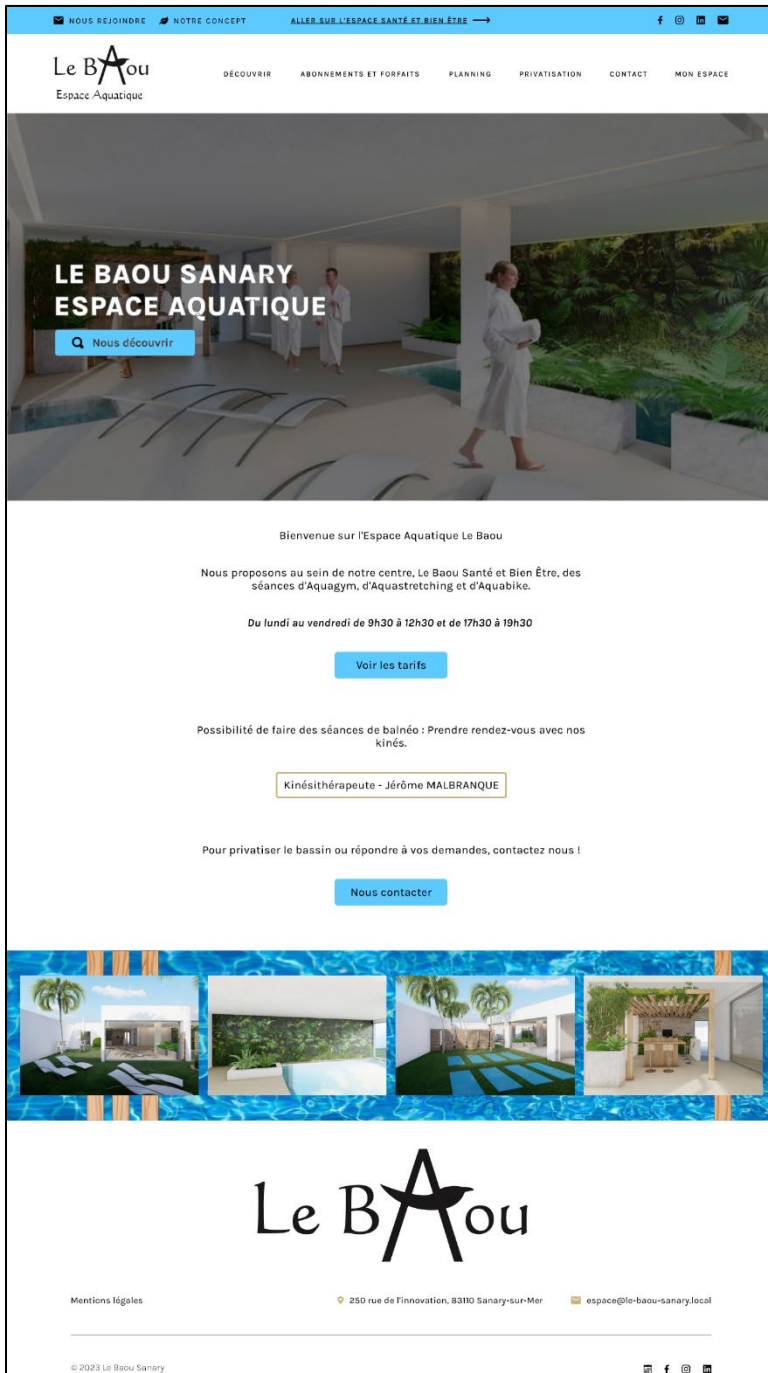 NOUS REJOINDRE NOTRE CONCEPT ALLER SUR L'ESPACE SANTÉ ET BIEN ÊTRE
Le BAou
Espace Aquatique
DÉCOUVRIR ABONNEMENTS ET FORFAITS PLANNING PRIVATISATION CONTACT MON ESPACE
LE BAOU SANARY
ESPACE AQUATIQUE
Nous découvrir
Bienvenue sur l'Espace Aquatique Le Baou
Nous proposons au sein de notre centre, Le Baou Santé et Bien Être, des
séances d'Aquagym, d'Aquastretching et d'Aquabike.
Du lundi au vendredi de 9h30 à 12h30 et de 17h30 à 19h30
Voir les tarifs
Possibilité de faire des séances de balnéo : Prendre rendez-vous avec nos
kinés.
Kinésithérapeute - Jérôme MALBRANQUE
Pour privatiser le bassin ou répondre à vos demandes, contactez nous !
Nous contacter
Le BAou
Mentions légales 250 rue de l'innovation, 83110 Sanary-sur-Mer espace@le-baou-sanary.local
© 2023 Le Baou Sanary